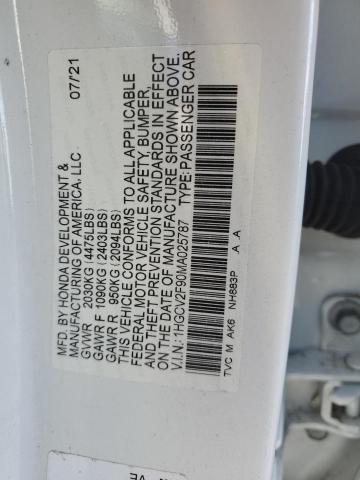 MFD. BY HONDA DEVELOPMENT & 07/21
MANUFACTURING OF AMERICA, LLC.
GVWR 2030KG (4475LBS)
GAWR F 1090KG (2403LBS)
GAWR R 950KG (2094LBS)
THIS VEHICLE CONFORMS TO ALL APPLICABLE
FEDERAL MOTOR VEHICLE SAFETY, BUMPER,
AND THEFT PREVENTION STANDARDS IN EFFECT
ON THE DATE OF MANUFACTURE SHOWN ABOVE.
V.I.N: 1HGCV2F90MA025787 TYPE: PASSENGER CAR
TVC M AK6 NH883P A A
VE